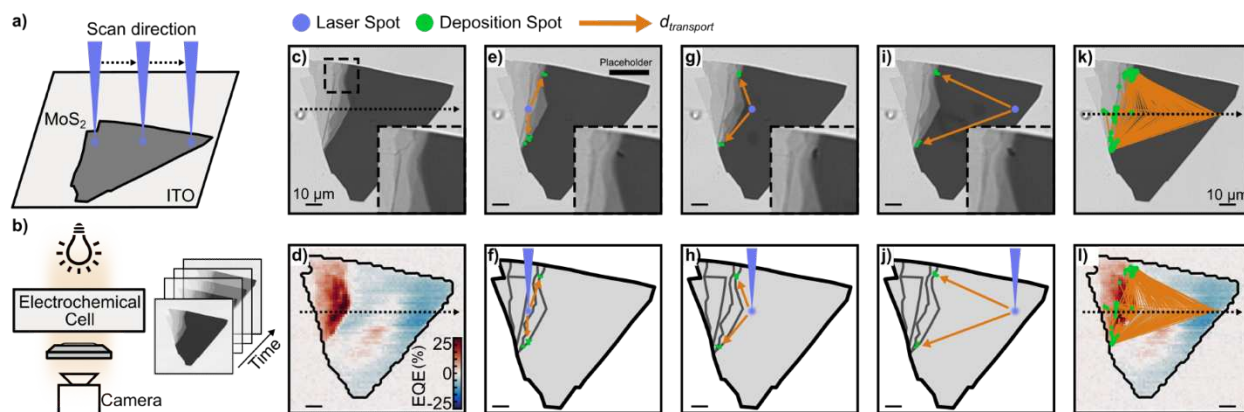 Laser Spot
Deposition Spot
d_transport
a)
Scan direction
MoS₂
ITO
b)
Electrochemical
Cell
Camera
Time
c)
10 µm
e)
Placeholder
g)
i)
k)
10 µm
d)
EQE (%)
25
0
-25
f)
h)
j)
l)